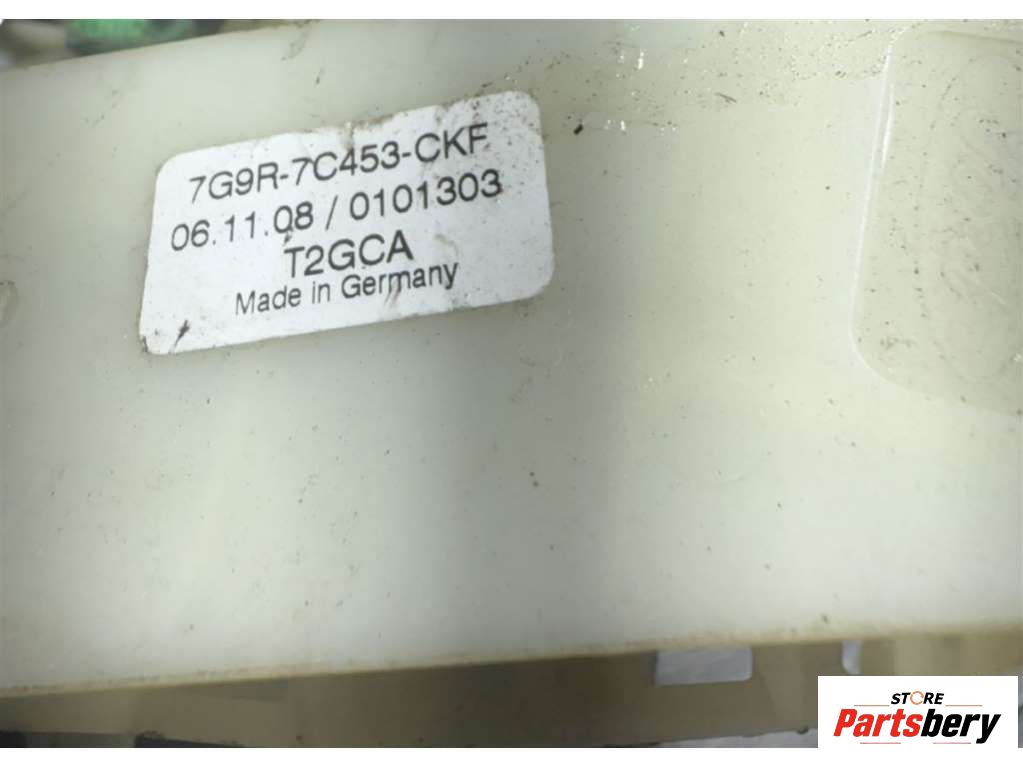 7G9R-7C453-CKF
06.11.08 / 0101303
T2GCA
Made in Germany
STORE
Partsbery